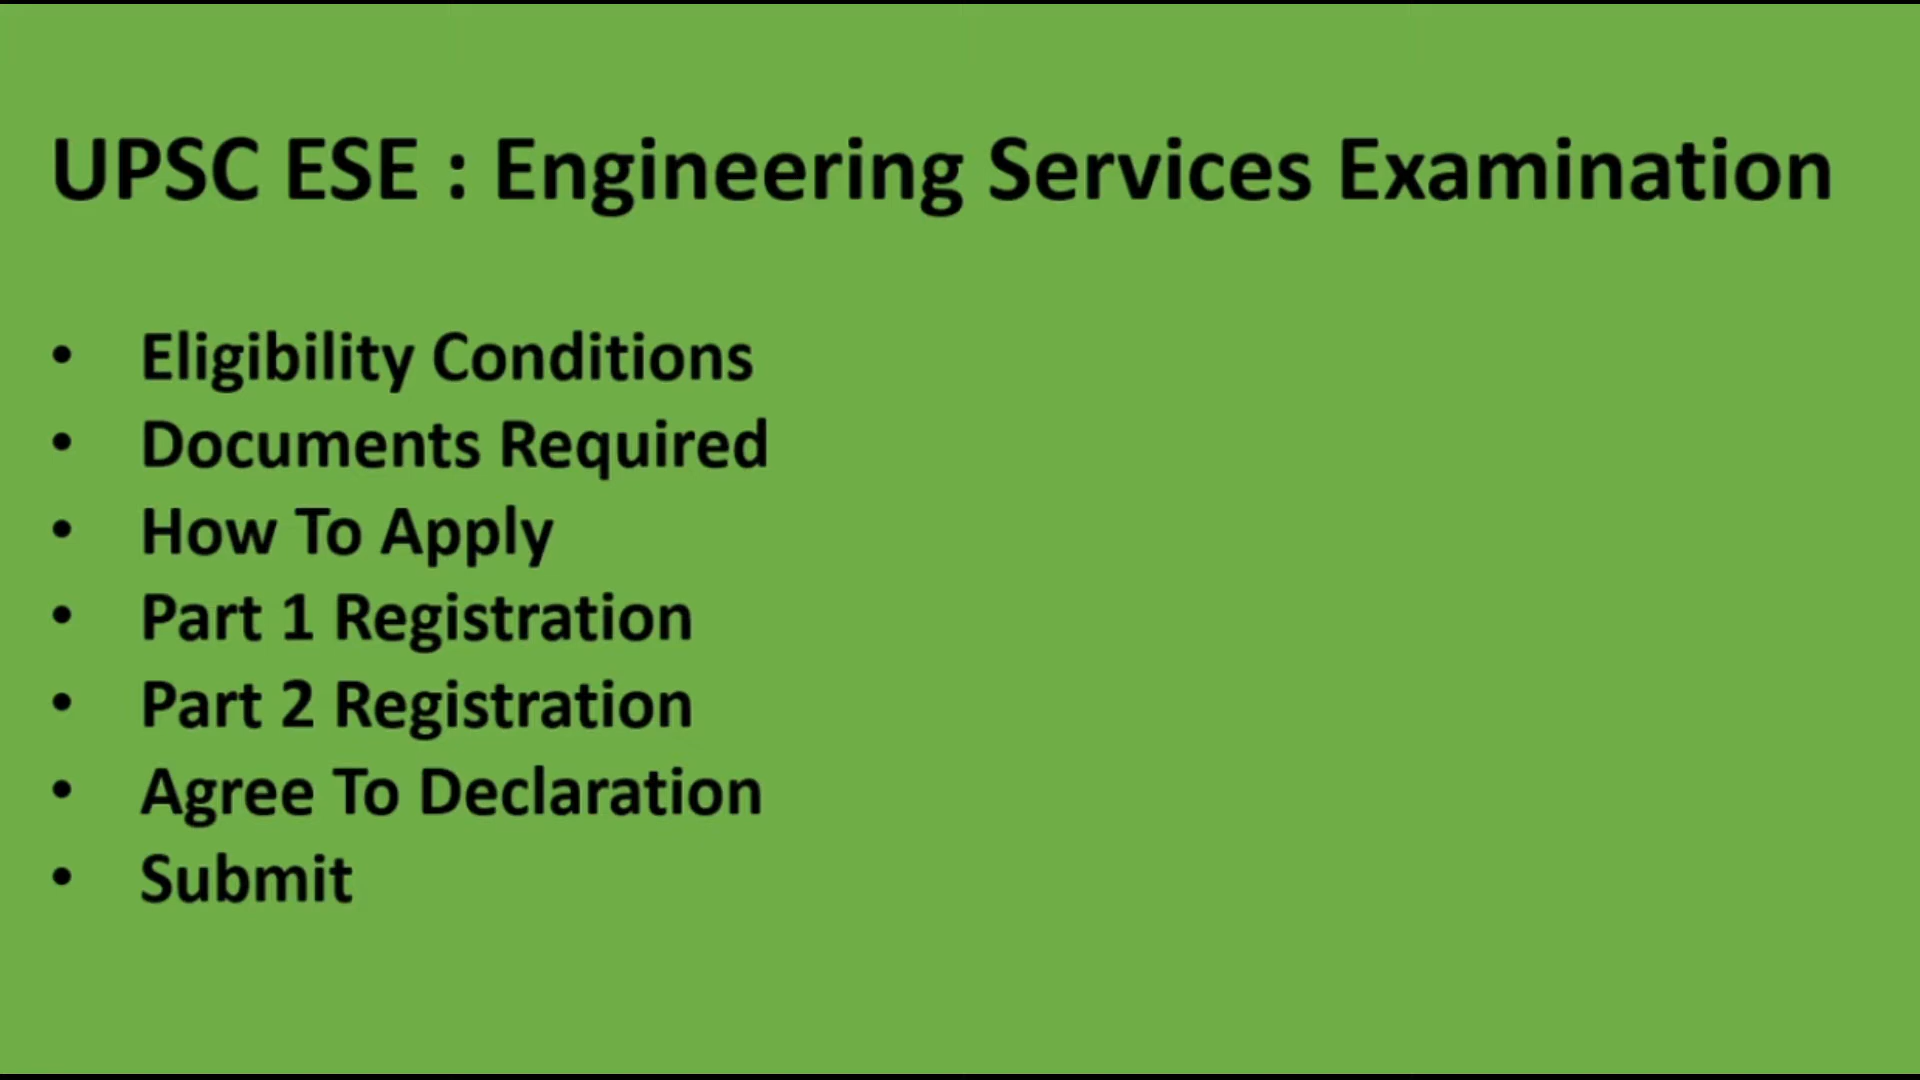 UPSC ESE : Engineering Services Examination
• Eligibility Conditions
• Documents Required
• How To Apply
• Part 1 Registration
• Part 2 Registration
• Agree To Declaration
• Submit